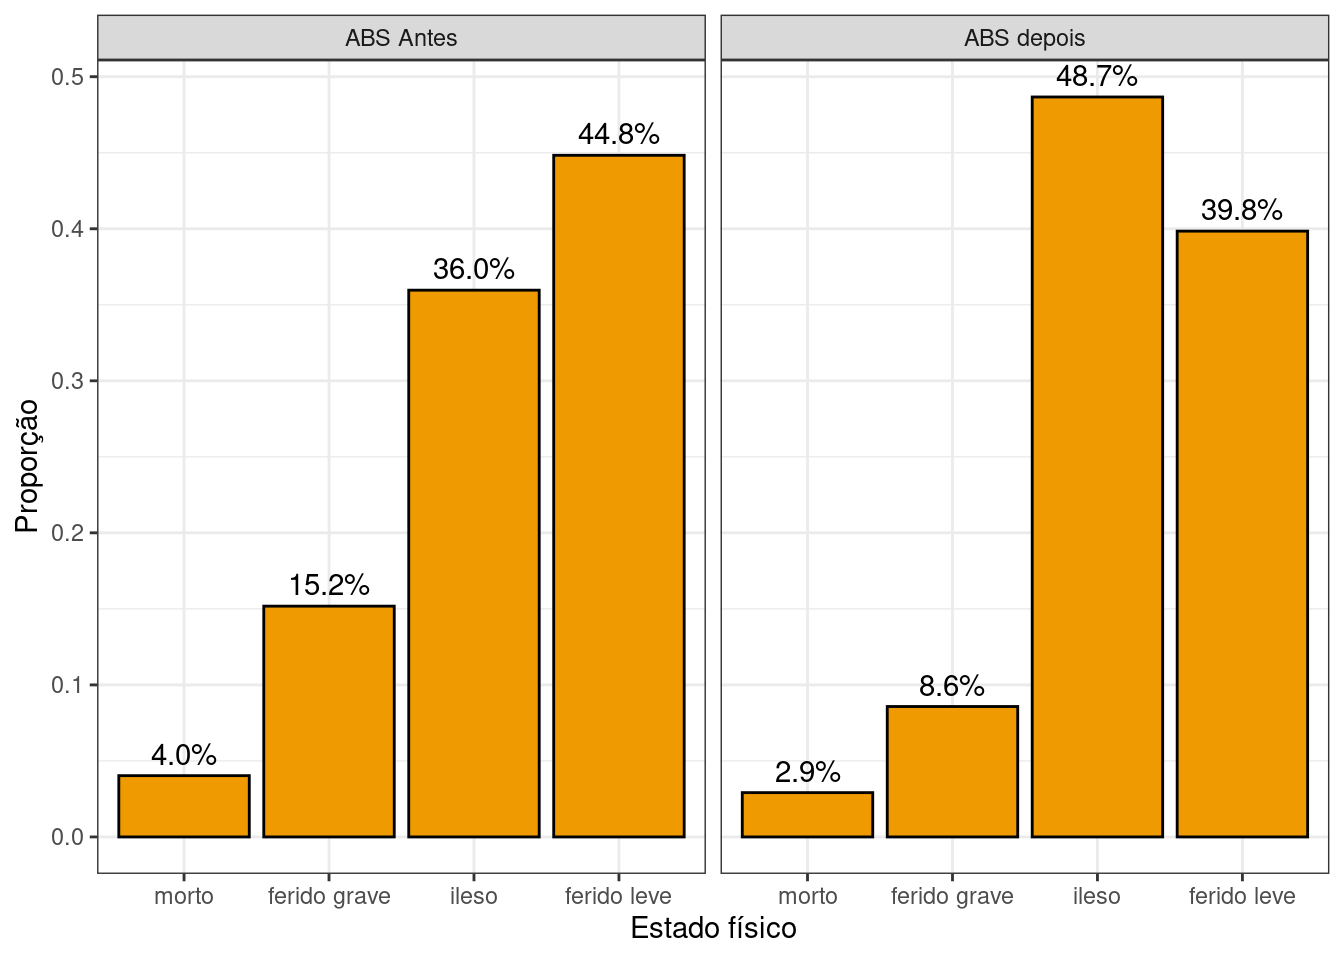 ABS Antes
ABS depois
Proporção
0.5
0.4
0.3
0.2
0.1
0.0
4.0%
15.2%
36.0%
44.8%
2.9%
8.6%
48.7%
39.8%
morto ferido grave ileso ferido leve
morto ferido grave ileso ferido leve
Estado físico